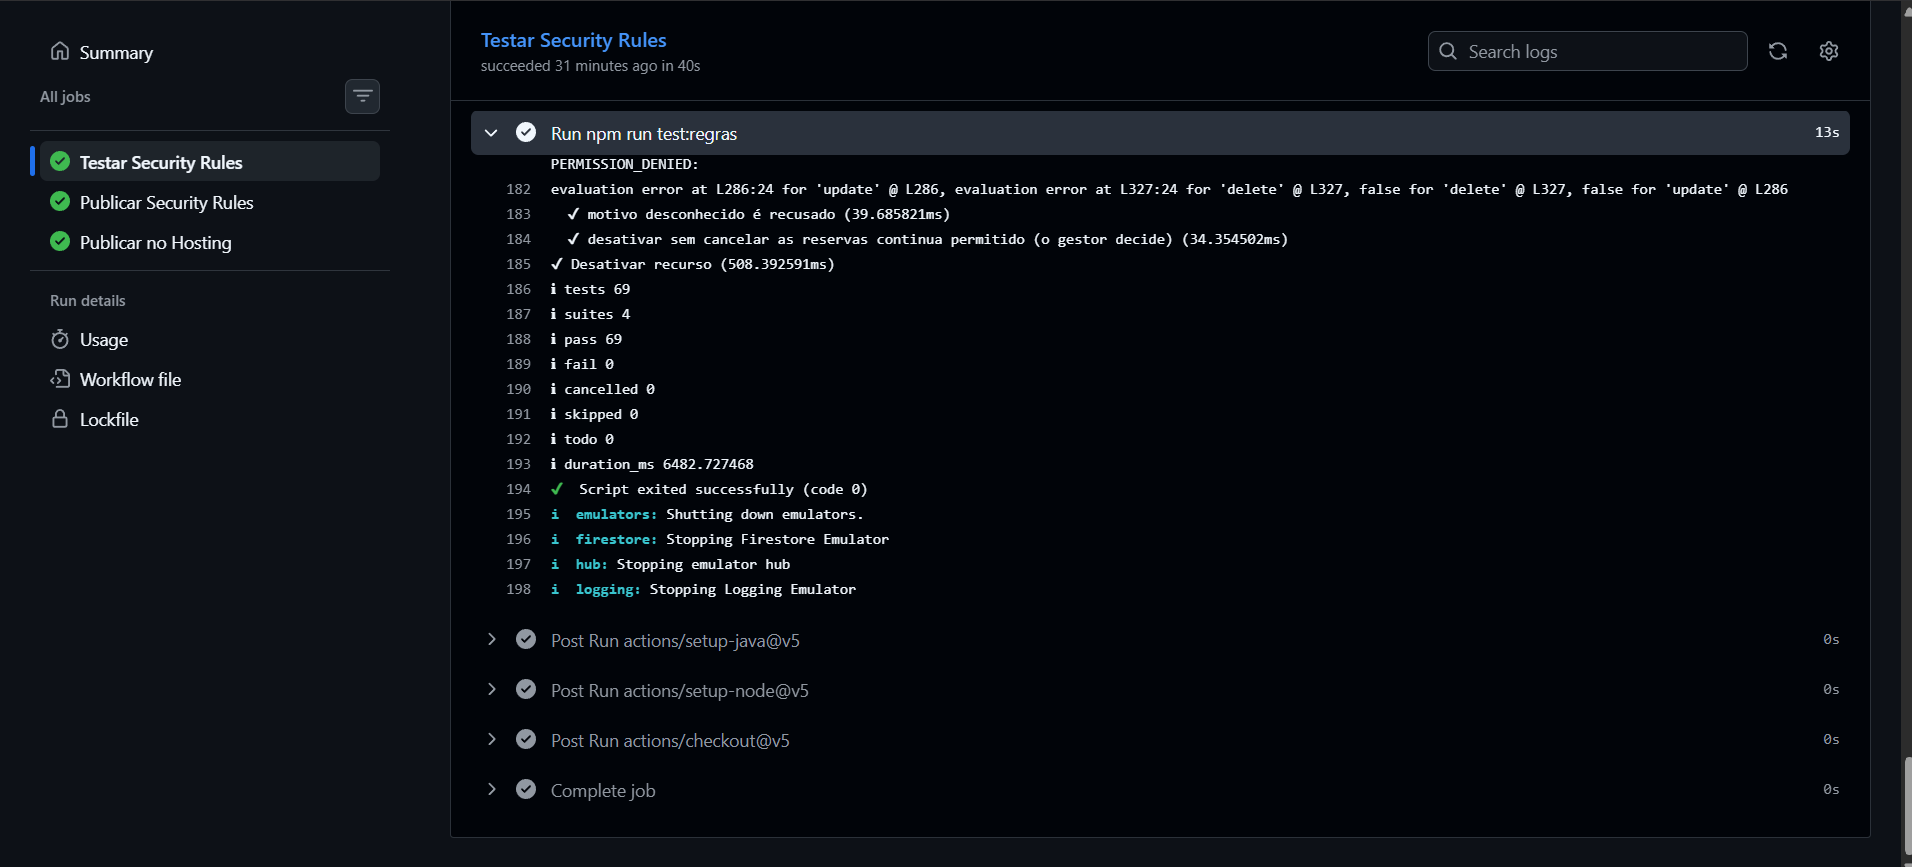 Summary
All jobs
Testar Security Rules
Publicar Security Rules
Publicar no Hosting
Run details
Usage
Workflow file
Lockfile
Testar Security Rules
succeeded 31 minutes ago in 40s
Search logs
Run npm run test:regras 13s
PERMISSION_DENIED:
182 evaluation error at L286:24 for 'update' @ L286, evaluation error at L327:24 for 'delete' @ L327, false for 'delete' @ L327, false for 'update' @ L286
183 ✔ motivo desconhecido é recusado (39.685821ms)
184 ✔ desativar sem cancelar as reservas continua permitido (o gestor decide) (34.354502ms)
185 ✔ Desativar recurso (508.392591ms)
186 ℹ tests 69
187 ℹ suites 4
188 ℹ pass 69
189 ℹ fail 0
190 ℹ cancelled 0
191 ℹ skipped 0
192 ℹ todo 0
193 ℹ duration_ms 6482.727468
194 ✔ Script exited successfully (code 0)
195 i emulators: Shutting down emulators.
196 i firestore: Stopping Firestore Emulator
197 i hub: Stopping emulator hub
198 i logging: Stopping Logging Emulator
Post Run actions/setup-java@v5 0s
Post Run actions/setup-node@v5 0s
Post Run actions/checkout@v5 0s
Complete job 0s